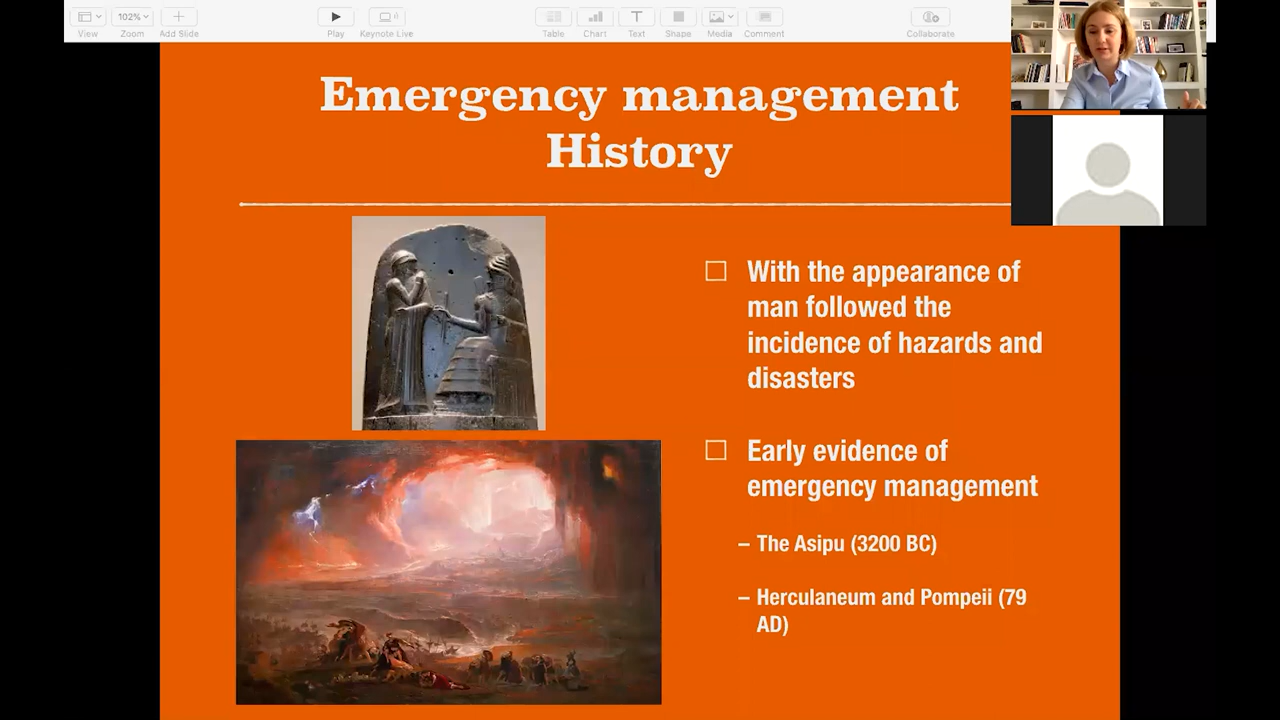 102%
View
Zoom
Add Slide
Play
Keynote Live
Table
Chart
Text
Shape
Media
Comment
Collaborate
Emergency management
History
With the appearance of
man followed the
incidence of hazards and
disasters
Early evidence of
emergency management
– The Asipu (3200 BC)
– Herculaneum and Pompeii (79
AD)